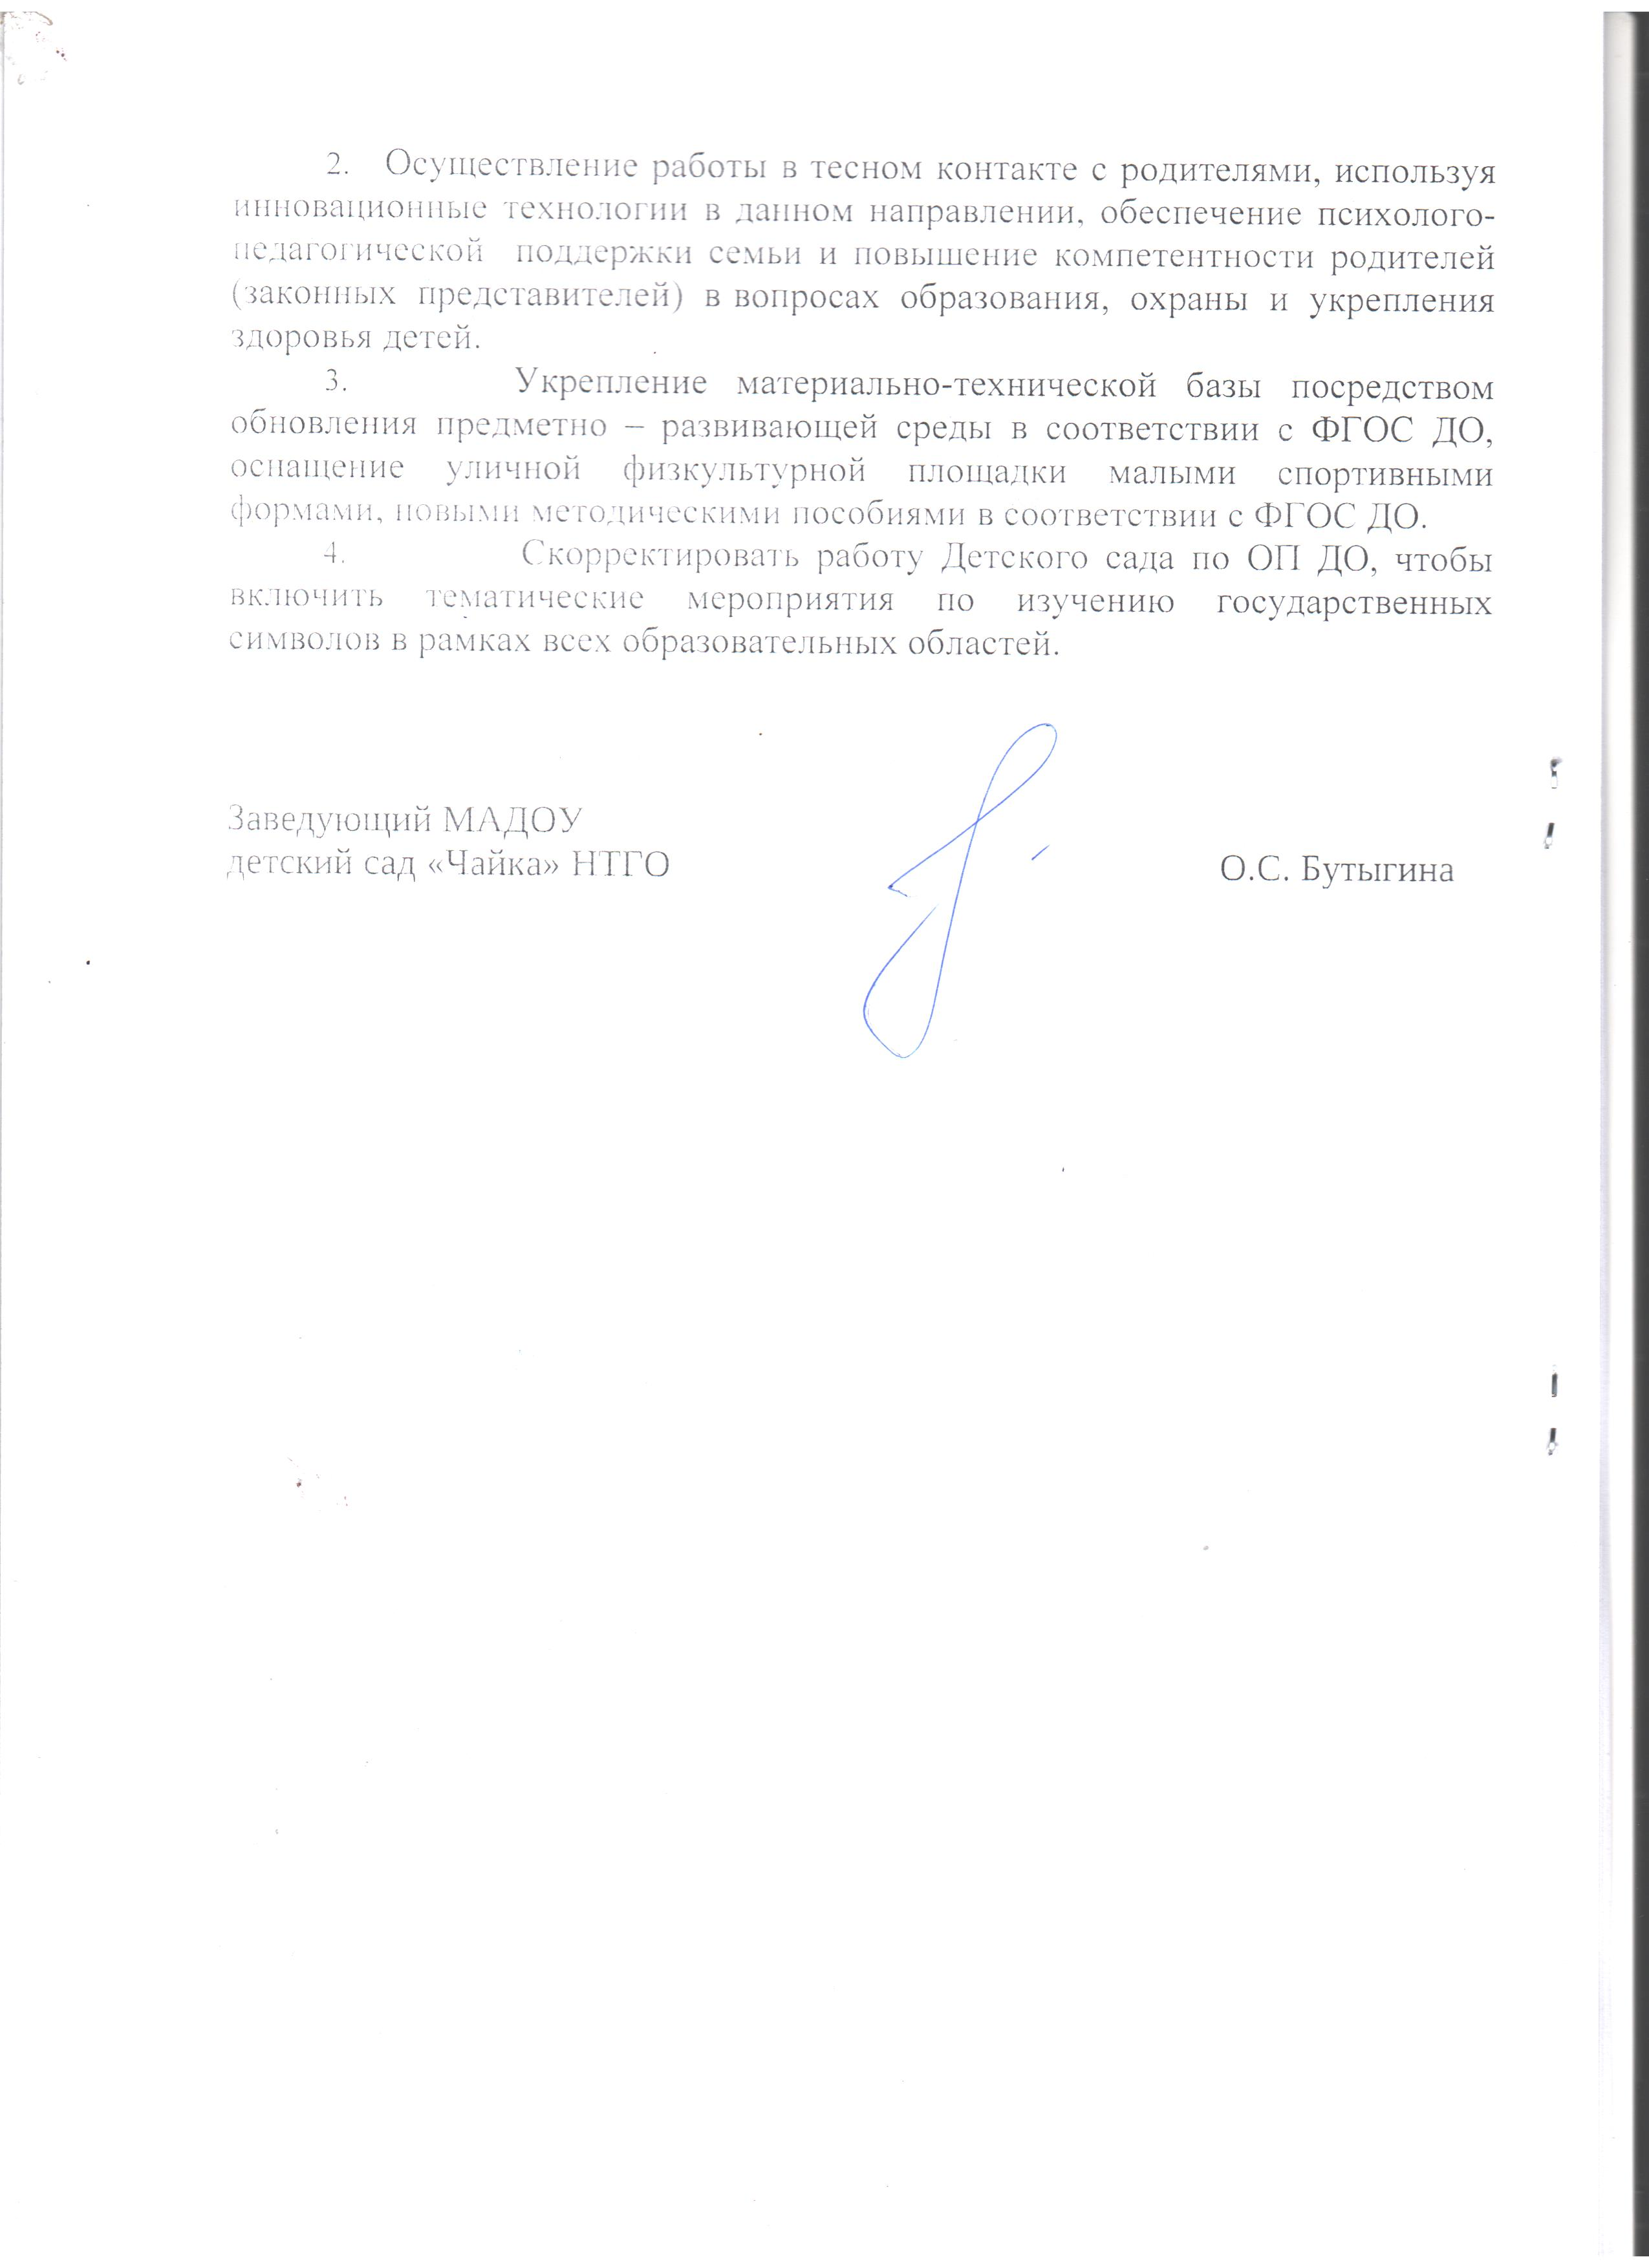 2. Осуществление работы в тесном контакте с родителями, используя
инновационные технологии в данном направлении, обеспечение психолого-
педагогической поддержки семьи и повышение компетентности родителей
(законных представителей) в вопросах образования, охраны и укрепления
здоровья детей.
3. Укрепление материально-технической базы посредством
обновления предметно – развивающей среды в соответствии с ФГОС ДО,
оснащение уличной физкультурной площадки малыми спортивными
формами, новыми методическими пособиями в соответствии с ФГОС ДО.
4. Скорректировать работу Детского сада по ОП ДО, чтобы
включить тематические мероприятия по изучению государственных
символов в рамках всех образовательных областей.
Заведующий МАДОУ
детский сад «Чайка» НТГО О.С. Бутыгина